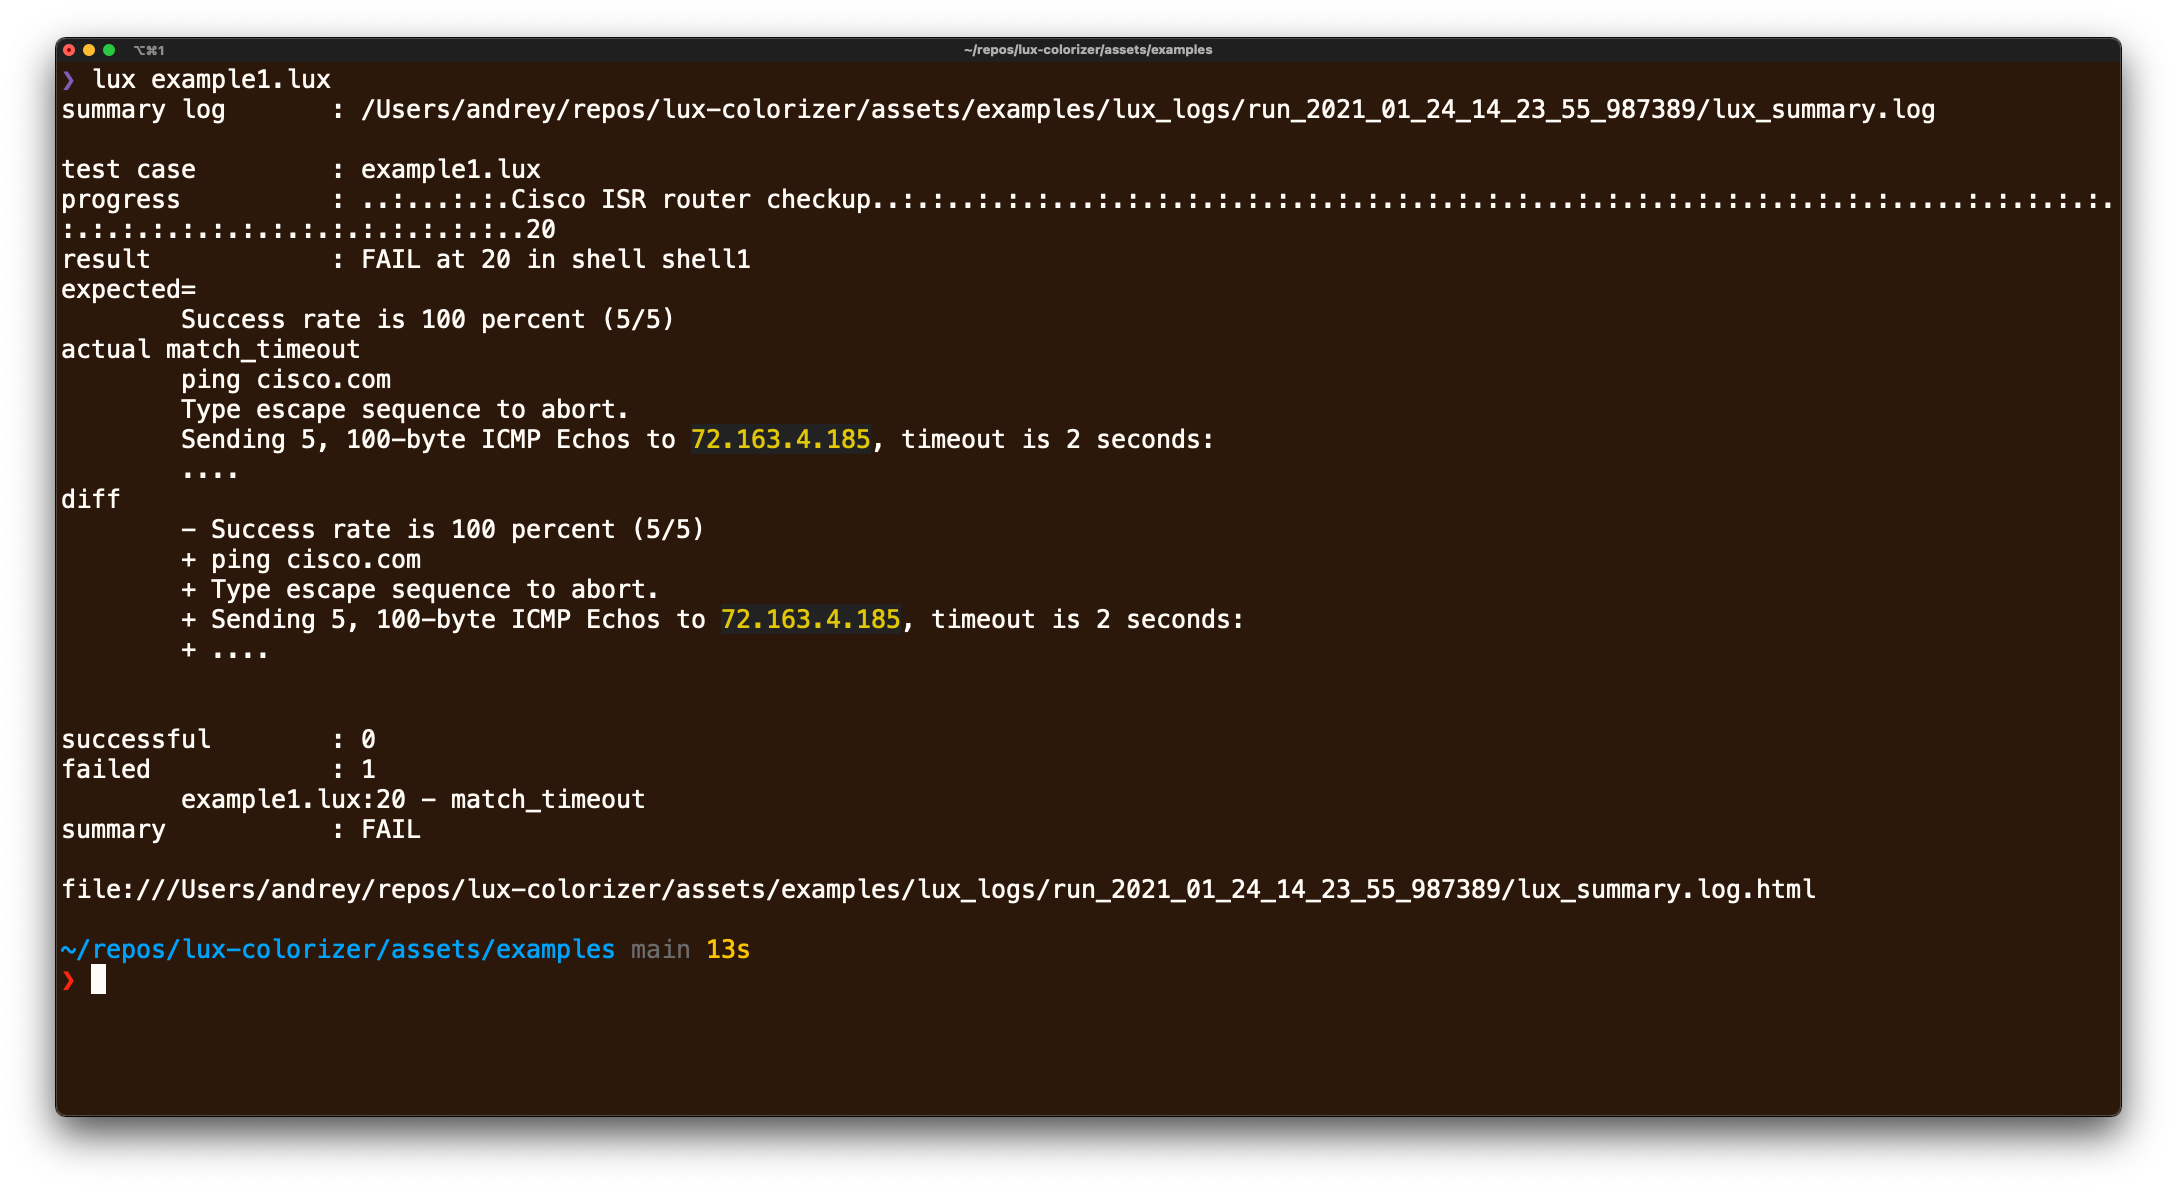 ⌥⌘1 ~/repos/lux-colorizer/assets/examples
❯ lux example1.lux
summary log       : /Users/andrey/repos/lux-colorizer/assets/examples/lux_logs/run_2021_01_24_14_23_55_987389/lux_summary.log
test case         : example1.lux
progress          : ..:...:.:.Cisco ISR router checkup..:.:..:.:.:...:.:.:.:.:.:.:.:.:.:.:.:.:.:.:...:.:.:.:.:.:.:.:.:.:.:.....:.:.:.:.:.
:.:.:.:.:.:.:.:.:.:.:.:.:.:.:..20
result            : FAIL at 20 in shell shell1
expected=
        Success rate is 100 percent (5/5)
actual match_timeout
        ping cisco.com
        Type escape sequence to abort.
        Sending 5, 100-byte ICMP Echos to 72.163.4.185, timeout is 2 seconds:
        ....
diff
        - Success rate is 100 percent (5/5)
        + ping cisco.com
        + Type escape sequence to abort.
        + Sending 5, 100-byte ICMP Echos to 72.163.4.185, timeout is 2 seconds:
        + ....
successful        : 0
failed            : 1
        example1.lux:20 - match_timeout
summary           : FAIL
file:///Users/andrey/repos/lux-colorizer/assets/examples/lux_logs/run_2021_01_24_14_23_55_987389/lux_summary.log.html
~/repos/lux-colorizer/assets/examples main 13s
❯